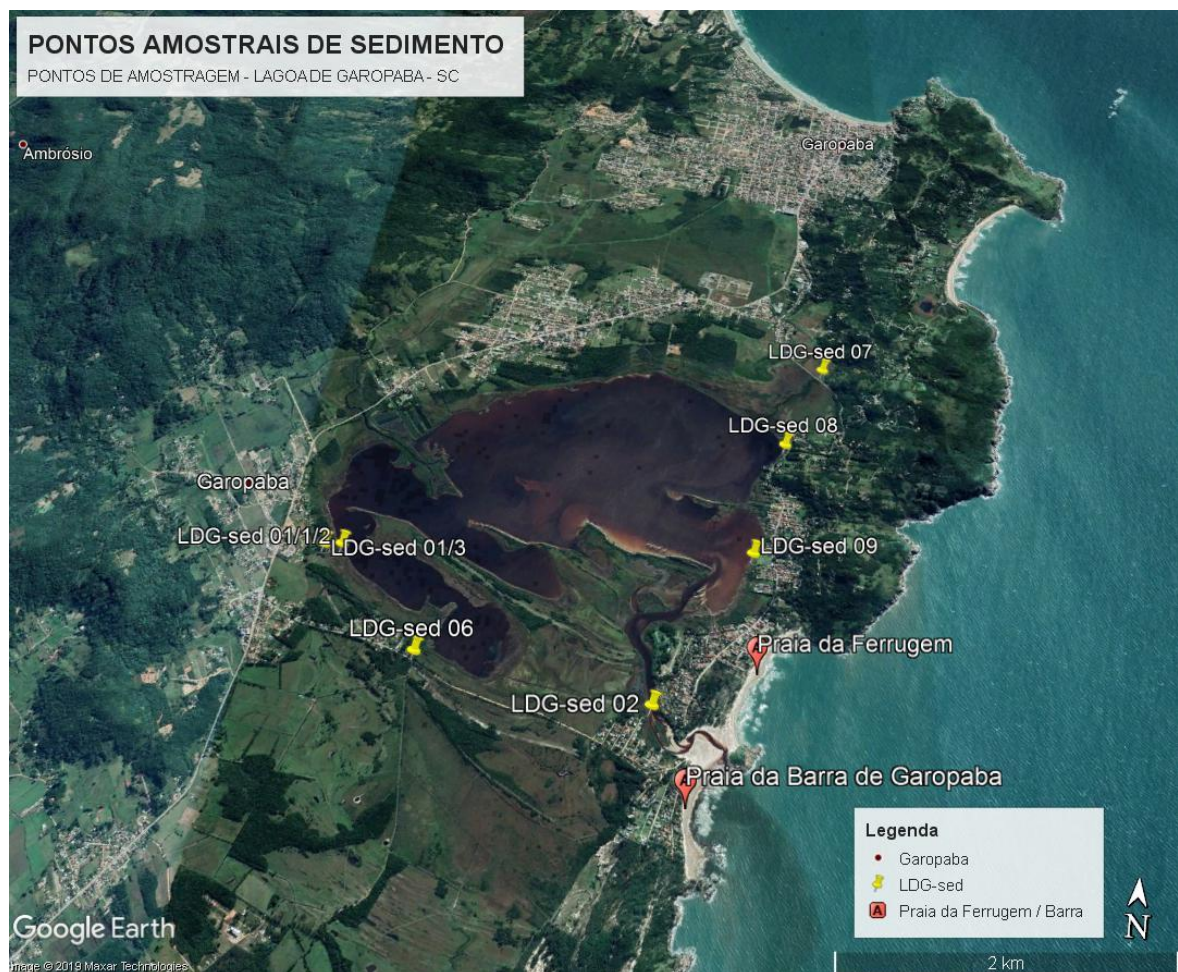 PONTOS AMOSTRAIS DE SEDIMENTO
PONTOS DE AMOSTRAGEM - LAGOA DE GAROPABA - SC
Ambrósio
Garopaba
LDG-sed 07
LDG-sed 08
Garopaba
LDG-sed 01/1/2
LDG-sed 01/3
LDG-sed 09
LDG-sed 06
Praia da Ferrugem
LDG-sed 02
Praia da Barra de Garopaba
Legenda
Garopaba
LDG-sed
A Praia da Ferrugem / Barra
Google Earth
N
Image © 2019 Maxar Technologies
2 km